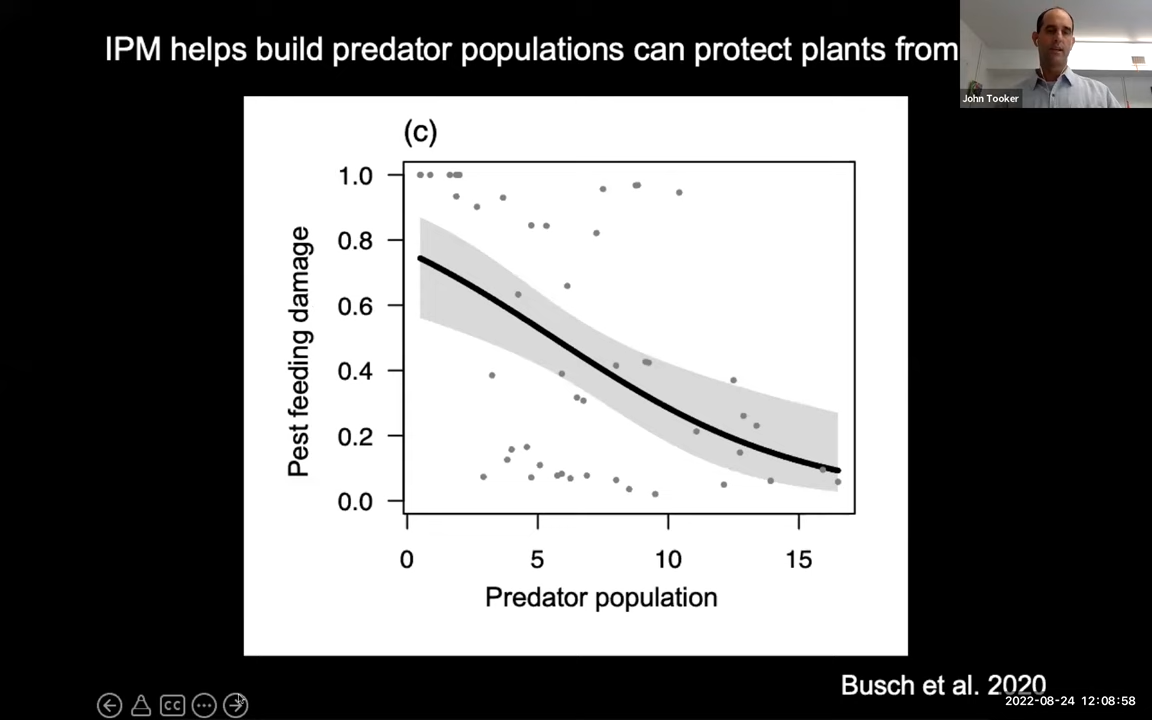 IPM helps build predator populations can protect plants from
John Tooker
(c)
1.0
0.8
0.6
0.4
0.2
0.0
Pest feeding damage
0 5 10 15
Predator population
Busch et al. 2020
2022-08-24 12:08:58
CC